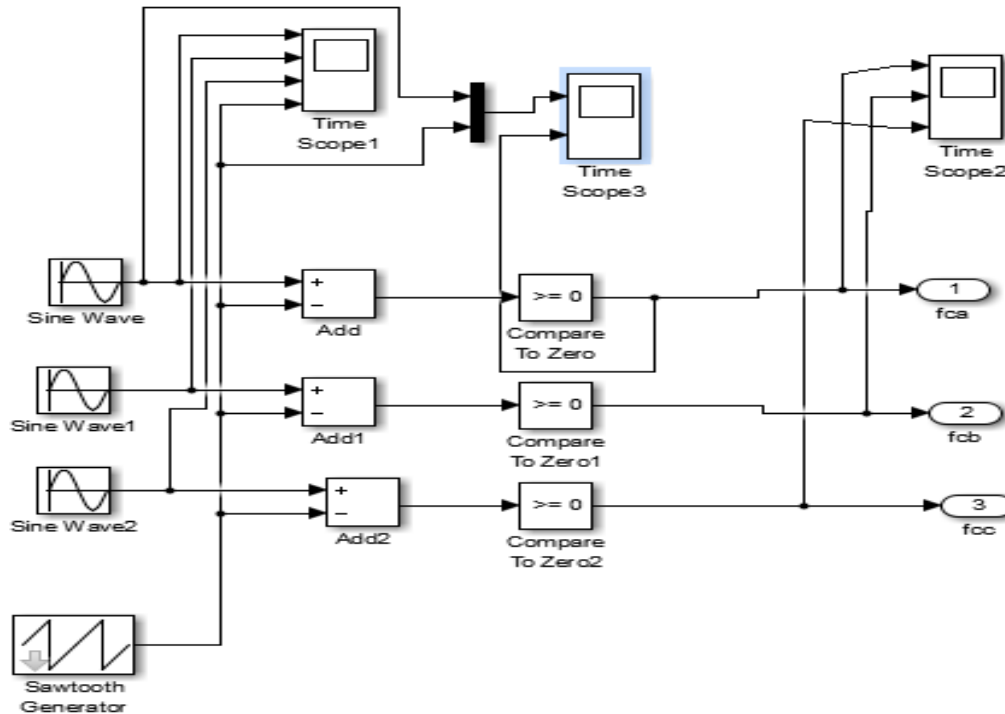 Time
Scope1
Time
Scope3
Time
Scope2
Sine Wave
+
−
Add
>= 0
Compare
To Zero
1
fca
Sine Wave1
+
−
Add1
>= 0
Compare
To Zero1
2
fcb
Sine Wave2
+
−
Add2
>= 0
Compare
To Zero2
3
fcc
Sawtooth
Generator